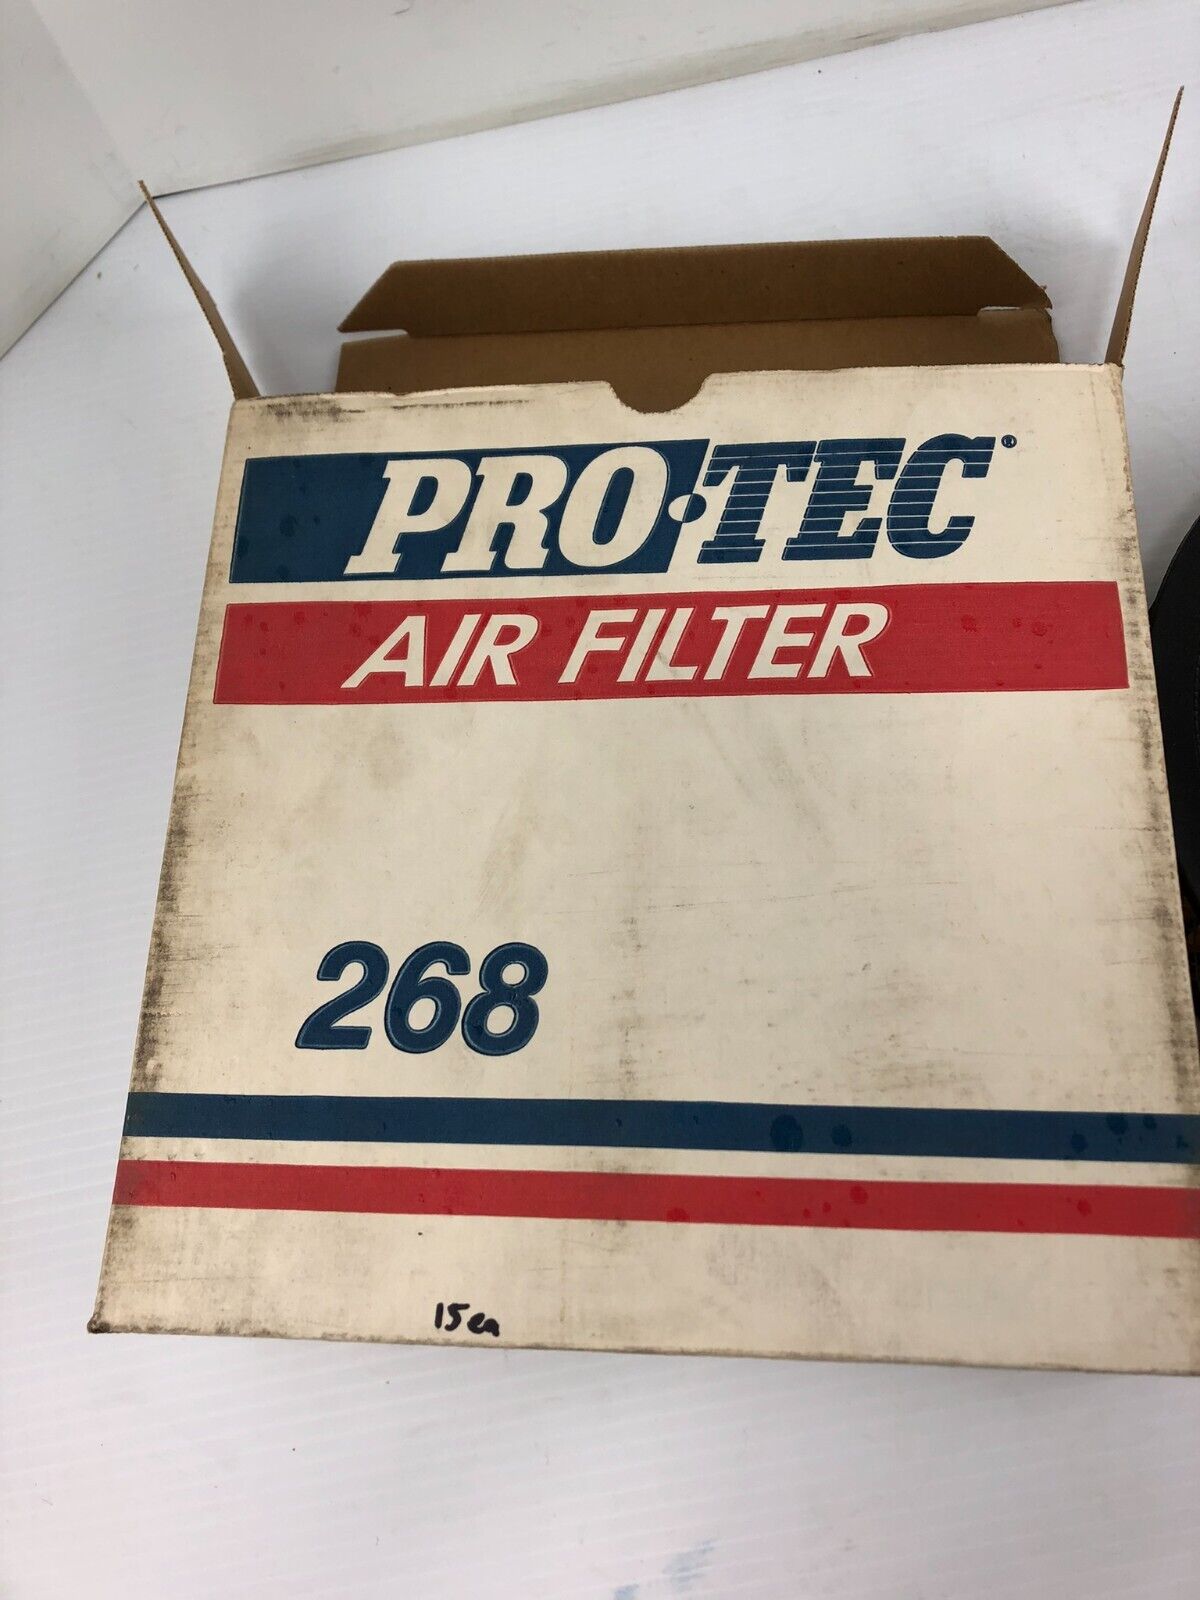 PRO•TEC®
AIR FILTER
268
15ea